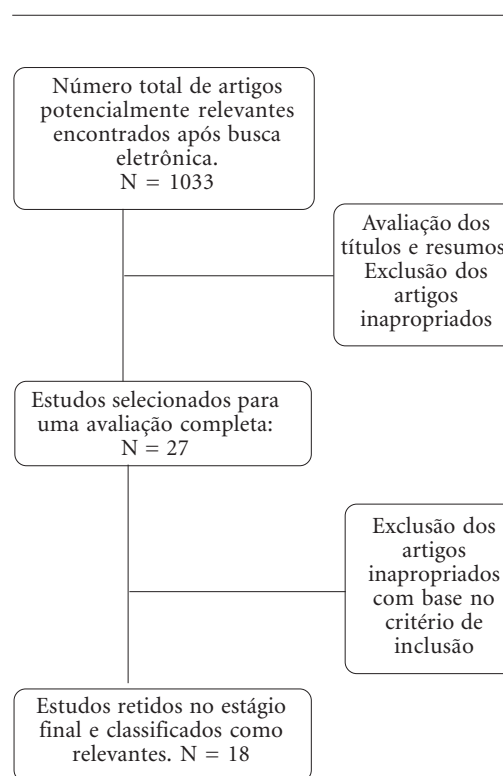 Número total de artigos
potencialmente relevantes
encontrados após busca
eletrônica.
N = 1033
Avaliação dos
títulos e resumos
Exclusão dos
artigos
inapropriados
Estudos selecionados para
uma avaliação completa:
N = 27
Exclusão dos
artigos
inapropriados
com base no
critério de
inclusão
Estudos retidos no estágio
final e classificados como
relevantes. N = 18